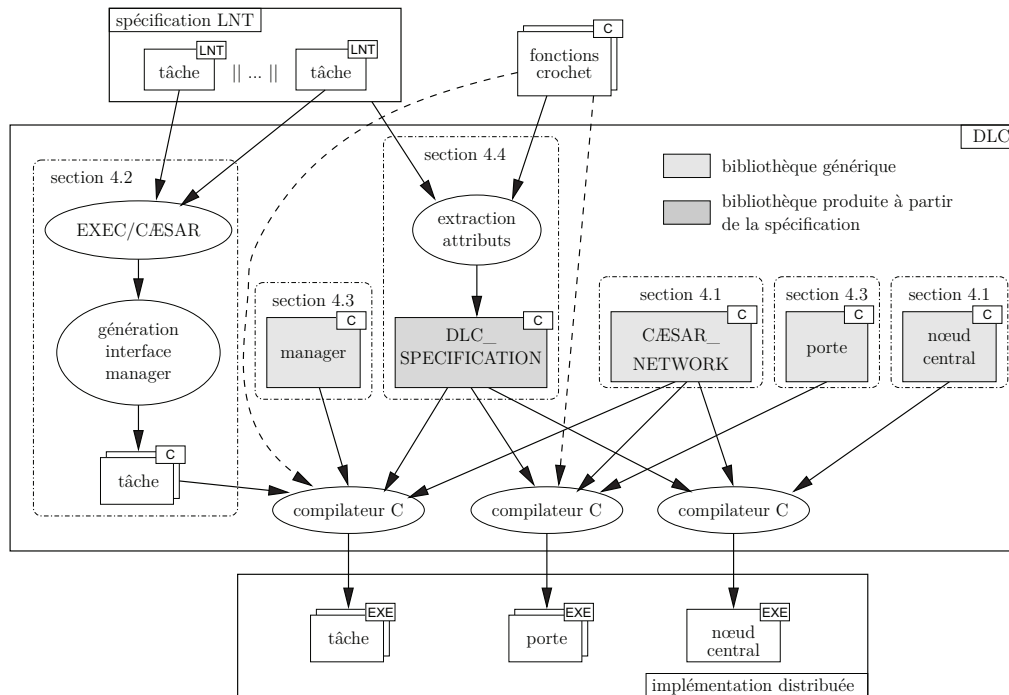 spécification LNT
LNT
tâche
|| ... ||
LNT
tâche
C
fonctions
crochet
DLC
section 4.2
EXEC/CÆSAR
génération
interface
manager
C
tâche
section 4.4
extraction
attributs
C
DLC_
SPECIFICATION
bibliothèque générique
bibliothèque produite à partir
de la spécification
section 4.3
C
manager
section 4.1
C
CÆSAR_
NETWORK
section 4.3
C
porte
section 4.1
C
nœud
central
compilateur C
compilateur C
compilateur C
EXE
tâche
EXE
porte
EXE
nœud
central
implémentation distribuée